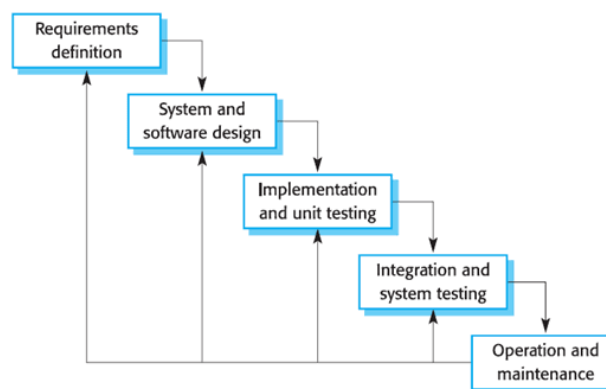 Requirements
definition
System and
software design
Implementation
and unit testing
Integration and
system testing
Operation and
maintenance